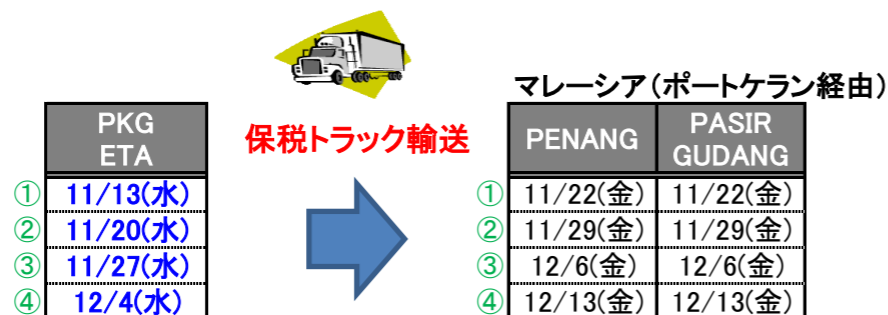 マレーシア(ポートケラン経由)
保税トラック輸送
PKG
ETA
① 11/13(水)
② 11/20(水)
③ 11/27(水)
④ 12/4(水)
PENANG PASIR
GUDANG
① 11/22(金) 11/22(金)
② 11/29(金) 11/29(金)
③ 12/6(金) 12/6(金)
④ 12/13(金) 12/13(金)